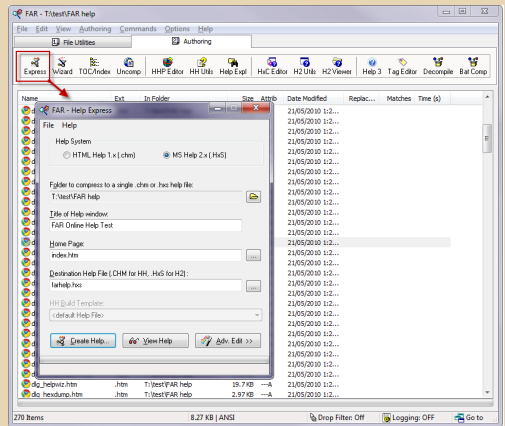 FAR - T:\test\FAR help
File Edit View Authoring Commands Options Help
File Utilities Authoring
Express Wizard TOC/Index Uncomp HHP Editor HH Utils Help Expl HxC Editor H2 Utils H2 Viewer Help 3 Tag Editor Decompile Bat Comp
Name Ext In Folder Size Attrib Date Modified Replac... Matches Time (s)
21/05/2010 1:2...
FAR - Help Express
21/05/2010 1:2...
File Help
21/05/2010 1:2...
Help System
21/05/2010 1:2...
HTML Help 1.x (.chm) MS Help 2.x (.HxS)
21/05/2010 1:2...
21/05/2010 1:2...
21/05/2010 1:2...
Folder to compress to a single .chm or .hxs help file:
21/05/2010 1:2...
T:\test\FAR help
21/05/2010 1:2...
Title of Help window:
21/05/2010 1:2...
FAR Online Help Test
21/05/2010 1:2...
21/05/2010 1:2...
Home Page:
21/05/2010 1:2...
index.htm ...
21/05/2010 1:2...
21/05/2010 1:2...
Destination Help File (.CHM for HH, .HxS for H2) :
21/05/2010 1:2...
farhelp.hxs ...
21/05/2010 1:2...
21/05/2010 1:2...
HH Build Template:
21/05/2010 1:2...
<default Help File>
21/05/2010 1:2...
21/05/2010 1:2...
Create Help... View Help Adv. Edit >>
21/05/2010 1:2...
21/05/2010 1:2...
21/05/2010 1:2...
dlg_helpwiz.htm .htm T:\test\FAR help 19.7 KB ---A 21/05/2010 1:2...
dlg_hexdump.htm .htm T:\test\FAR help 2.97 KB ---A 21/05/2010 1:2...
270 Items 8.27 KB | ANSI Drop Filter: Off Logging: OFF Go to